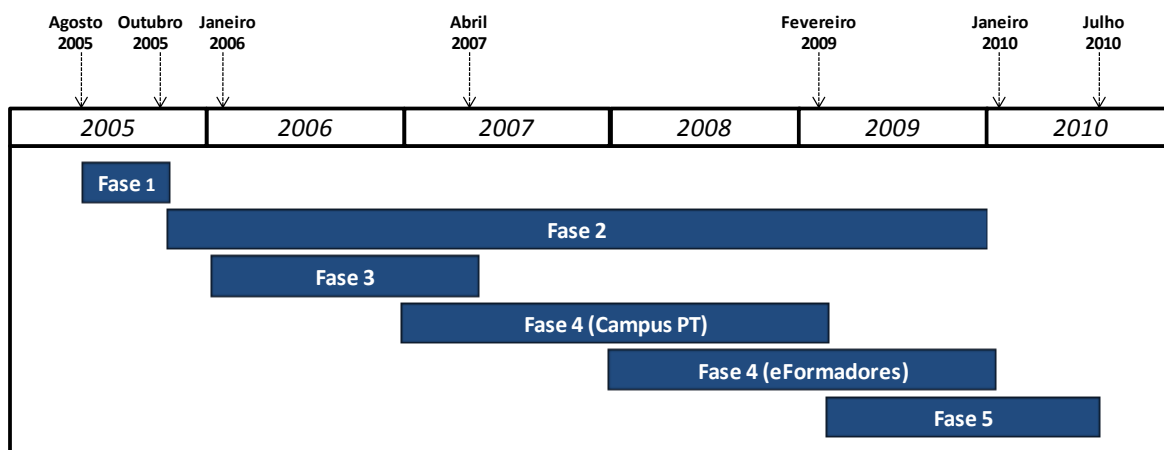 Agosto Outubro Janeiro Abril Fevereiro Janeiro Julho
2005 2005 2006 2007 2009 2010 2010
2005 2006 2007 2008 2009 2010
Fase 1
Fase 2
Fase 3
Fase 4 (Campus PT)
Fase 4 (eFormadores)
Fase 5